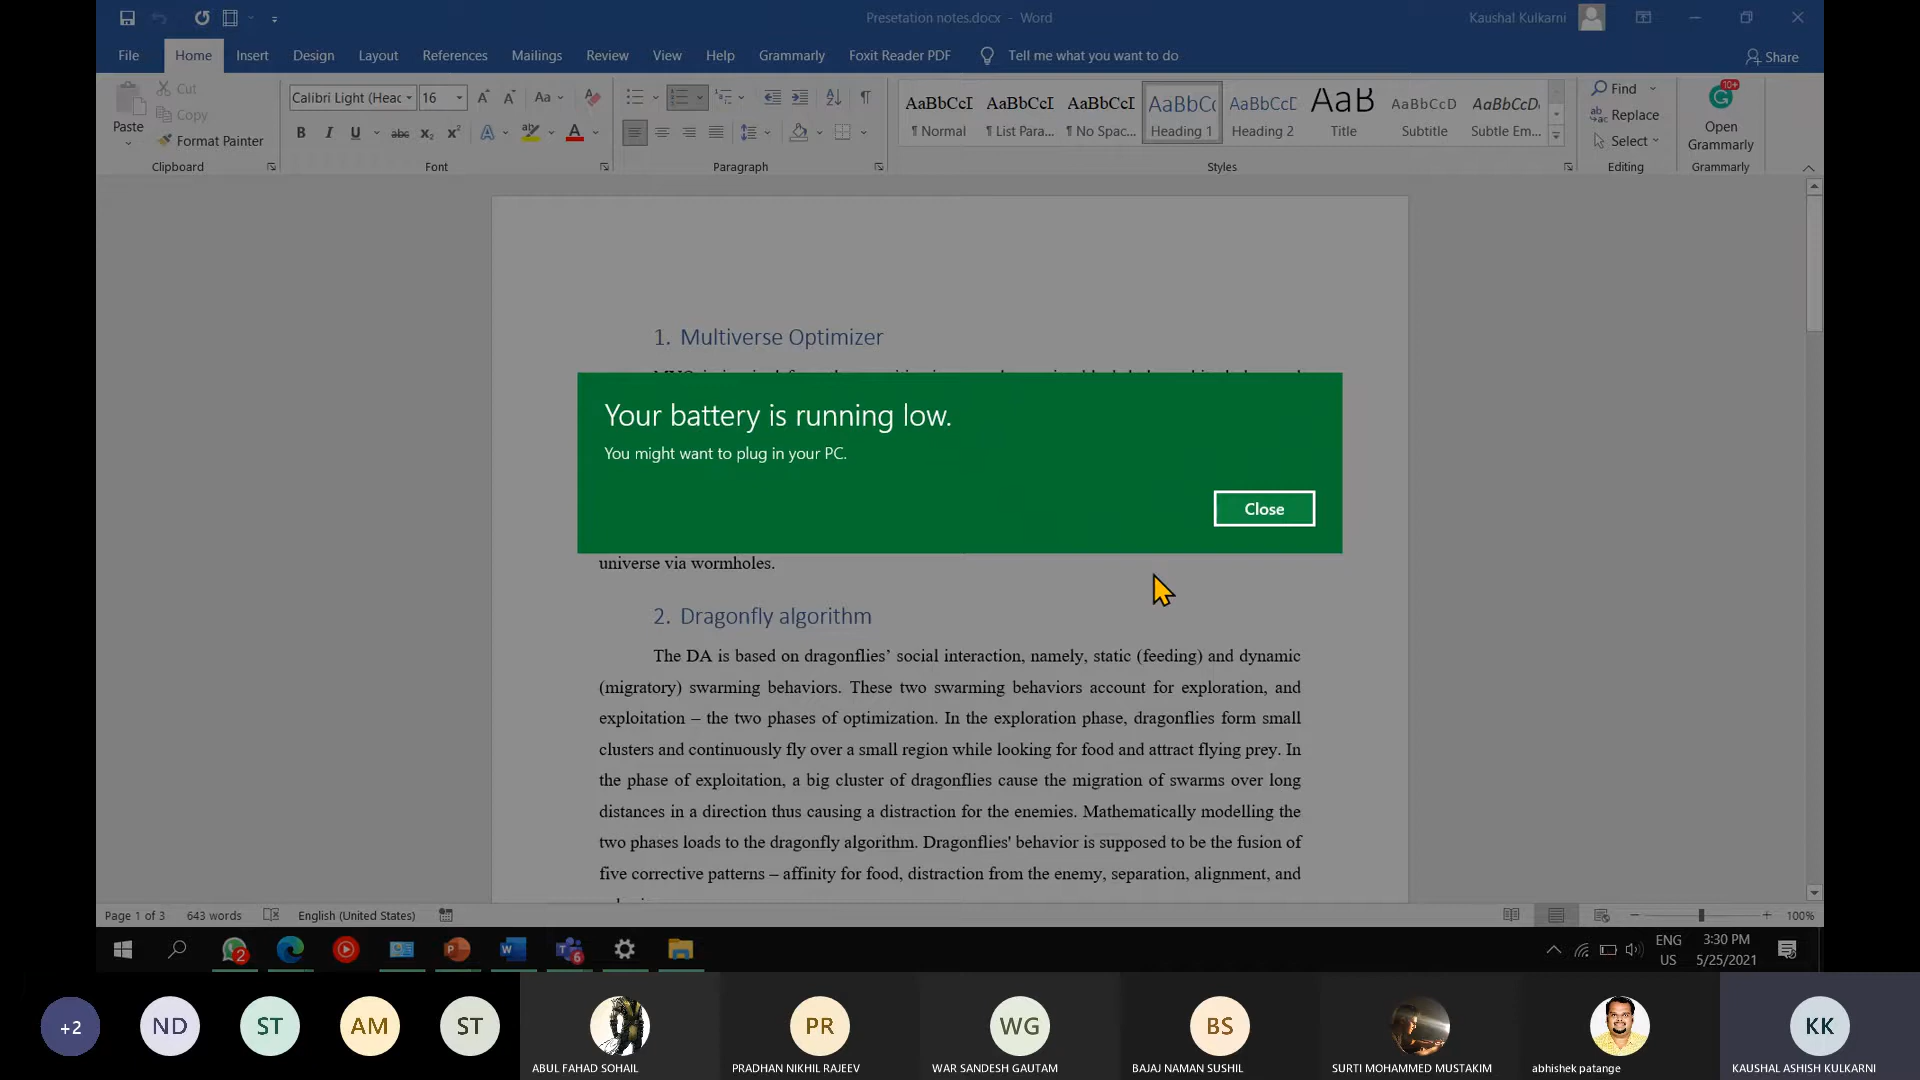 Presetation notes.docx - Word
Kaushal Kulkarni
File Home Insert Design Layout References Mailings Review View Help Grammarly Foxit Reader PDF Tell me what you want to do Share
Paste
Cut
Copy
Format Painter
Clipboard
Calibri Light (Heac 16
Font
Paragraph
AaBbCcI AaBbCcI AaBbCcI AaBbC AaBbCcD AaB AaBbCcD AaBbCcD
¶ Normal ¶ List Para... ¶ No Spac... Heading 1 Heading 2 Title Subtitle Subtle Em...
Styles
Find
Replace
Select
Editing
10+
Open
Grammarly
Grammarly
1. Multiverse Optimizer
Your battery is running low.
You might want to plug in your PC.
Close
universe via wormholes.
2. Dragonfly algorithm
The DA is based on dragonflies’ social interaction, namely, static (feeding) and dynamic
(migratory) swarming behaviors. These two swarming behaviors account for exploration, and
exploitation – the two phases of optimization. In the exploration phase, dragonflies form small
clusters and continuously fly over a small region while looking for food and attract flying prey. In
the phase of exploitation, a big cluster of dragonflies cause the migration of swarms over long
distances in a direction thus causing a distraction for the enemies. Mathematically modelling the
two phases loads to the dragonfly algorithm. Dragonflies' behavior is supposed to be the fusion of
five corrective patterns – affinity for food, distraction from the enemy, separation, alignment, and
Page 1 of 3 643 words English (United States) 100%
2
6
ENG
US
3:30 PM
5/25/2021
+2 ND ST AM ST PR WG BS KK
ABUL FAHAD SOHAIL PRADHAN NIKHIL RAJEEV WAR SANDESH GAUTAM BAJAJ NAMAN SUSHIL SURTI MOHAMMED MUSTAKIM abhishek patange KAUSHAL ASHISH KULKARNI